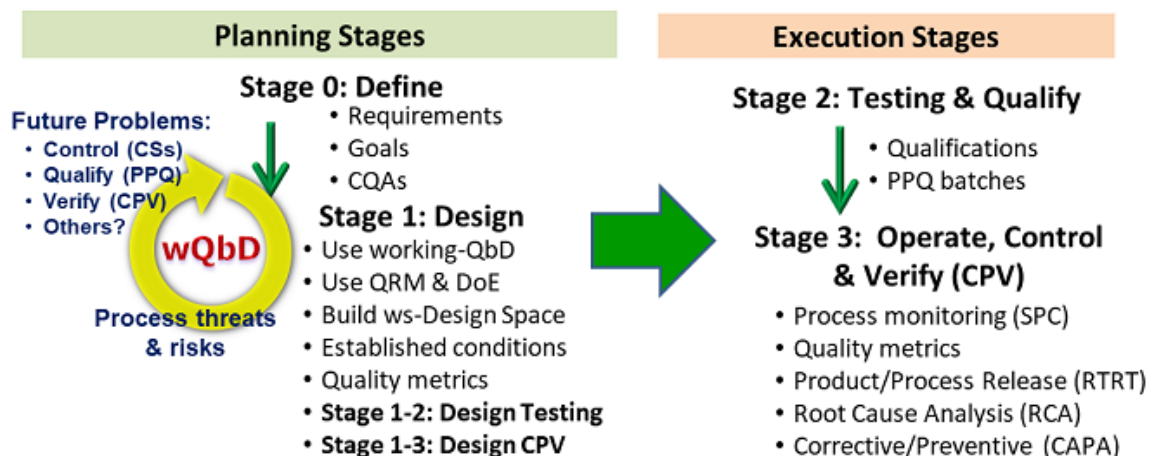 Planning Stages
Stage 0: Define
• Requirements
• Goals
• CQAs
Future Problems:
• Control (CSs)
• Qualify (PPQ)
• Verify (CPV)
• Others?
wQbD
Process threats
& risks
Stage 1: Design
• Use working-QbD
• Use QRM & DoE
• Build ws-Design Space
• Established conditions
• Quality metrics
• Stage 1-2: Design Testing
• Stage 1-3: Design CPV
Execution Stages
Stage 2: Testing & Qualify
• Qualifications
• PPQ batches
Stage 3: Operate, Control
& Verify (CPV)
• Process monitoring (SPC)
• Quality metrics
• Product/Process Release (RTRT)
• Root Cause Analysis (RCA)
• Corrective/Preventive (CAPA)